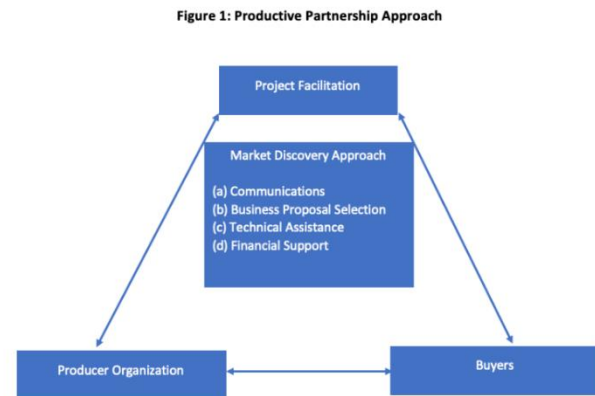 Figure 1: Productive Partnership Approach
Project Facilitation
Market Discovery Approach
(a) Communications
(b) Business Proposal Selection
(c) Technical Assistance
(d) Financial Support
Producer Organization
Buyers